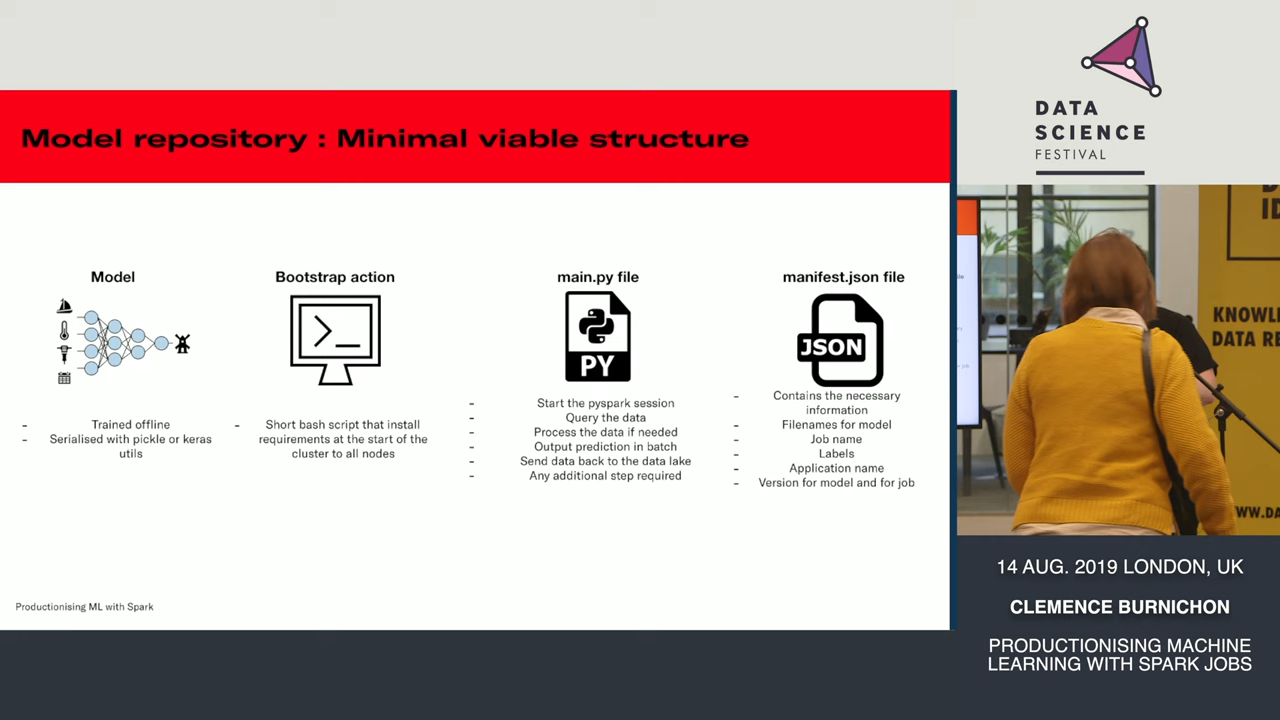 Model repository : Minimal viable structure
Model
- Trained offline
- Serialised with pickle or keras
utils
Bootstrap action
- Short bash script that install
requirements at the start of the
cluster to all nodes
main.py file
PY
- Start the pyspark session
- Query the data
- Process the data if needed
- Output prediction in batch
- Send data back to the data lake
- Any additional step required
manifest.json file
JSON
- Contains the necessary
information
- Filenames for model
- Job name
- Labels
- Application name
- Version for model and for job
Productionising ML with Spark
DATA
SCIENCE
FESTIVAL
14 AUG. 2019 LONDON, UK
CLEMENCE BURNICHON
PRODUCTIONISING MACHINE
LEARNING WITH SPARK JOBS